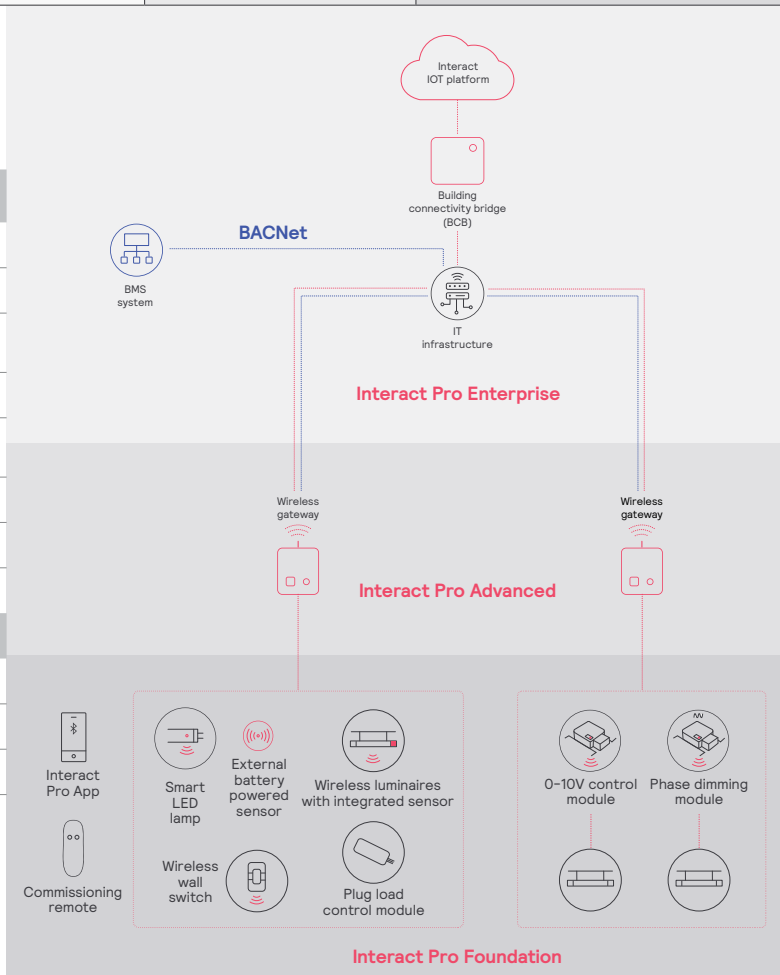 Interact
IOT platform
Building
connectivity bridge
(BCB)
BACNet
BMS
system
IT
infrastructure
Interact Pro Enterprise
Wireless
gateway
Wireless
gateway
Interact Pro Advanced
Interact
Pro App
Smart
LED
lamp
External
battery
powered
sensor
Wireless luminaires
with integrated sensor
0-10V control
module
Phase dimming
module
Commissioning
remote
Wireless
wall
switch
Plug load
control module
Interact Pro Foundation